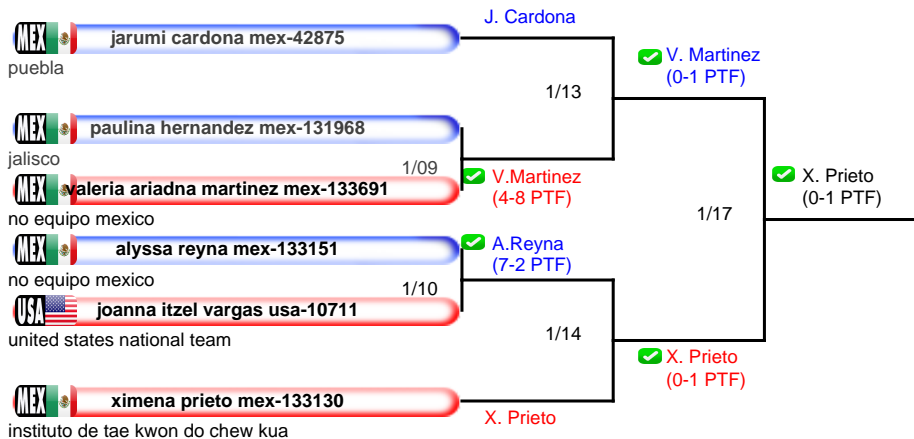 J. Cardona
MEX jarumi cardona mex-42875
puebla
V. Martinez
(0-1 PTF)
1/13
MEX paulina hernandez mex-131968
jalisco
1/09
V.Martinez
(4-8 PTF)
MEX valeria ariadna martinez mex-133691
no equipo mexico
X. Prieto
(0-1 PTF)
1/17
MEX alyssa reyna mex-133151
no equipo mexico
A.Reyna
(7-2 PTF)
1/10
USA joanna itzel vargas usa-10711
united states national team
1/14
X. Prieto
(0-1 PTF)
MEX ximena prieto mex-133130
instituto de tae kwon do chew kua
X. Prieto